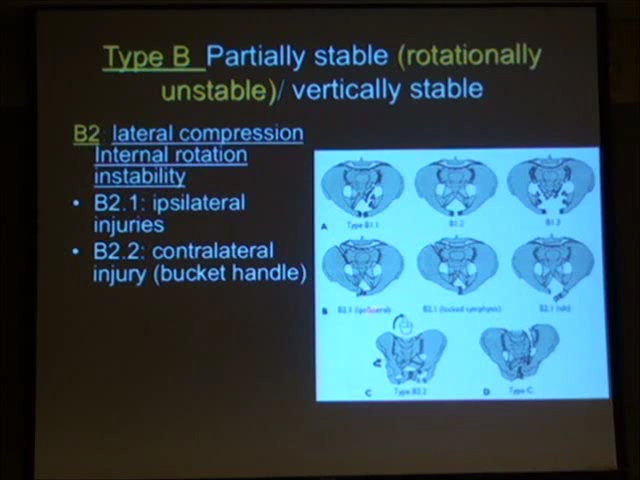 Type B Partially stable (rotationally
unstable)/ vertically stable
B2: lateral compression
Internal rotation
instability
• B2.1: ipsilateral
injuries
• B2.2: contralateral
injury (bucket handle)
A Type B1.1 B1.2 B1.3
B B2.1 (ipsilateral) B2.1 (locked symphysis) B2.1 (tilt)
C Type B2.2 D Type C